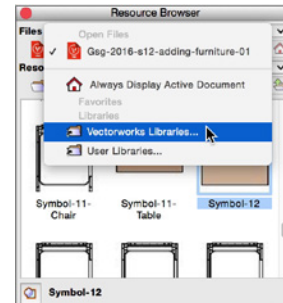 Resource Browser
Files
Open Files
✓ Gsg-2016-s12-adding-furniture-01
Reso
Always Display Active Document
Favorites
Libraries
Vectorworks Libraries...
User Libraries...
Symbol-11-
Chair
Symbol-11-
Table
Symbol-12
Symbol-12